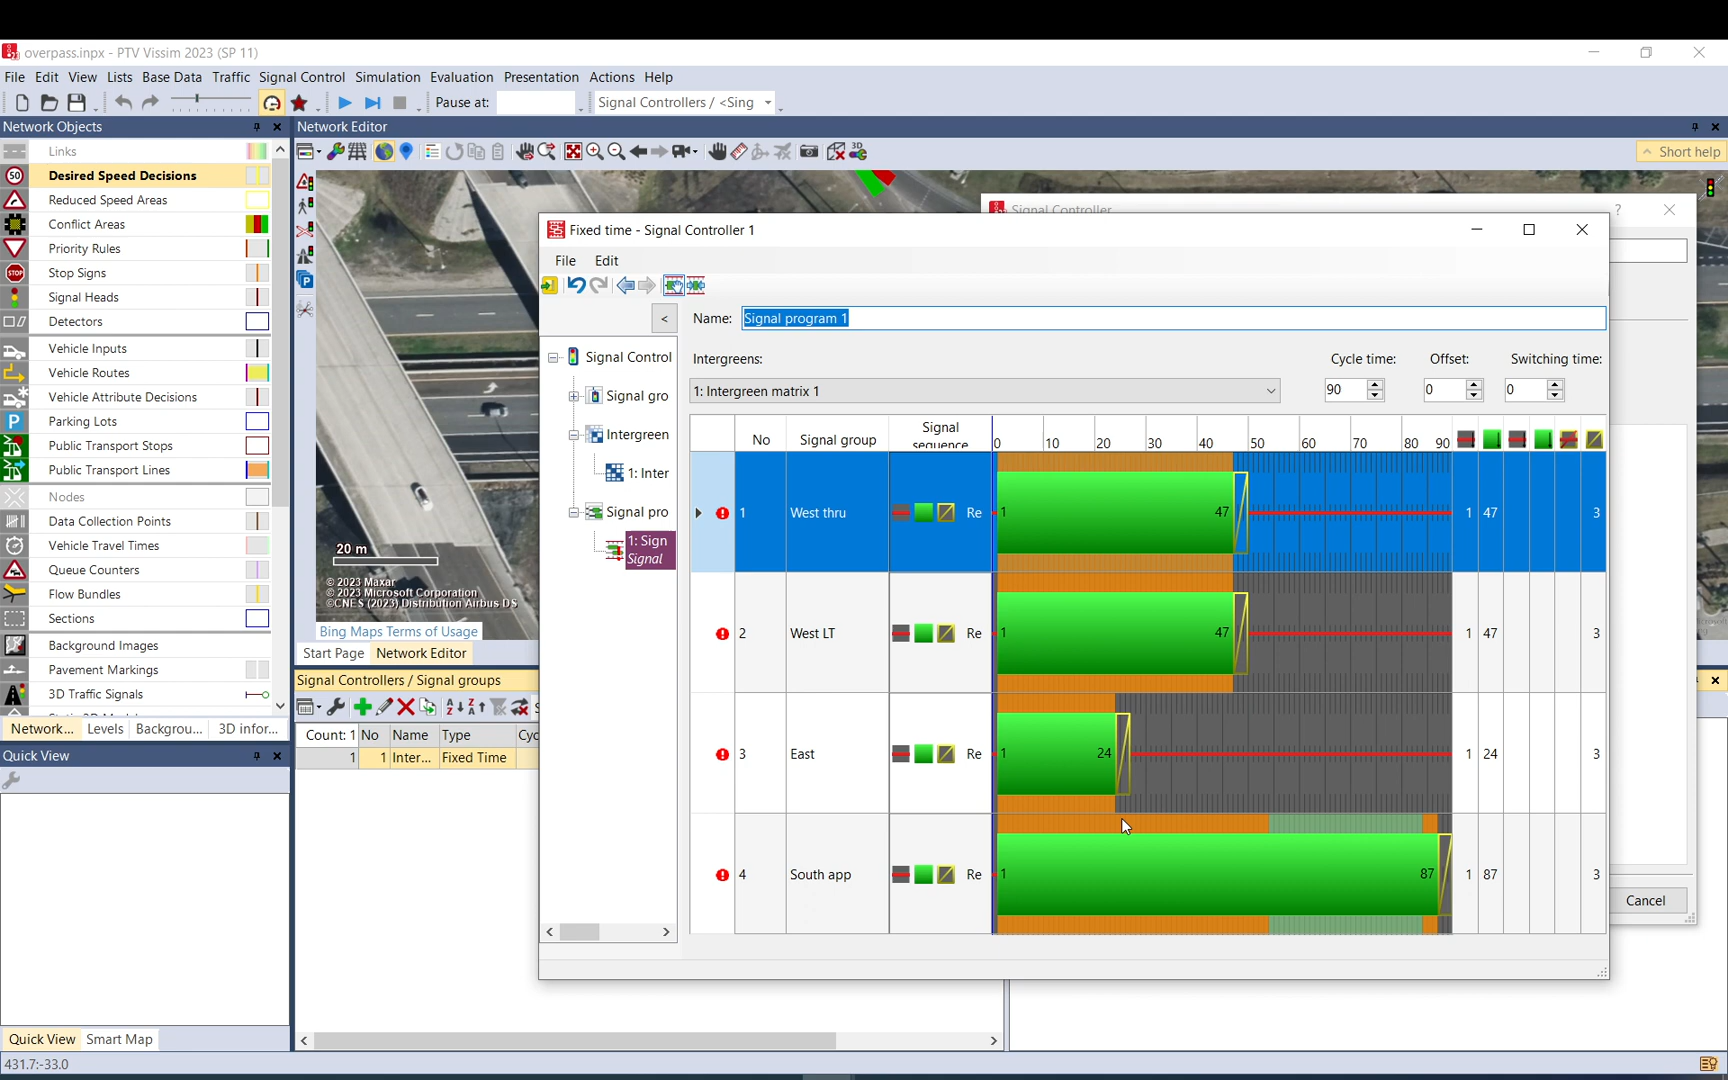 overpass.inpx - PTV Vissim 2023 (SP 11)
File Edit View Lists Base Data Traffic Signal Control Simulation Evaluation Presentation Actions Help
Pause at: Signal Controllers / <Sing
Network Objects
Network Editor
Links
Desired Speed Decisions
Reduced Speed Areas
Conflict Areas
Priority Rules
Stop Signs
Signal Heads
Detectors
Vehicle Inputs
Vehicle Routes
Vehicle Attribute Decisions
Parking Lots
Public Transport Stops
Public Transport Lines
Nodes
Data Collection Points
Vehicle Travel Times
Queue Counters
Flow Bundles
Sections
Background Images
Pavement Markings
3D Traffic Signals
Network... Levels Backgrou... 3D infor...
Quick View
Quick View Smart Map
431.7:-33.0
Short help
20 m
© 2023 Maxar
© 2023 Microsoft Corporation
©CNES (2023) Distribution Airbus DS
Bing Maps Terms of Usage
Start Page Network Editor
Signal Controllers / Signal groups
Count: 1 No Name Type Cyc
1 1 Inter... Fixed Time
Signal Controller
?
Cancel
Fixed time - Signal Controller 1
File Edit
<
Signal Control
Signal gro
Intergreen
1: Inter
Signal pro
1: Sign
Signal
Name: Signal program 1
Intergreens: Cycle time: Offset: Switching time:
1: Intergreen matrix 1 90 0 0
No Signal group Signal sequence 0 10 20 30 40 50 60 70 80 90
1 West thru Re 1 47 1 47 3
2 West LT Re 1 47 1 47 3
3 East Re 1 24 1 24 3
4 South app Re 1 87 1 87 3